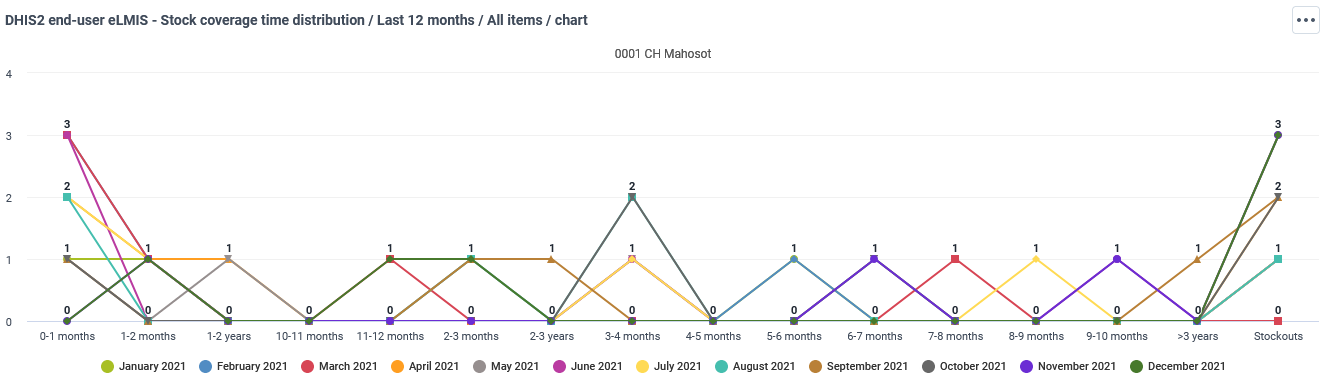 DHIS2 end-user eLMIS - Stock coverage time distribution / Last 12 months / All items / chart
0001 CH Mahosot
4
3
2
1
0
3 3
2 2 2
1 1 1 1 1 1 1 1 1 1 1 1 1 1
0 0 0 0 0 0 0 0 0 0 0 0 0 0 0 0
0-1 months 1-2 months 1-2 years 10-11 months 11-12 months 2-3 months 2-3 years 3-4 months 4-5 months 5-6 months 6-7 months 7-8 months 8-9 months 9-10 months >3 years Stockouts
January 2021 February 2021 March 2021 April 2021 May 2021 June 2021 July 2021 August 2021 September 2021 October 2021 November 2021 December 2021